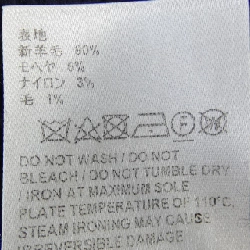 表地
新羊毛 90%
モヘヤ 6%
ナイロン 3%
毛 1%
DO NOT WASH / DO NOT
BLEACH / DO NOT TUMBLE DRY
/ IRON AT MAXIMUM SOLE
PLATE TEMPERATURE OF 110°C,
STEAM IRONING MAY CAUSE
IRREVERSIBLE DAMAGE